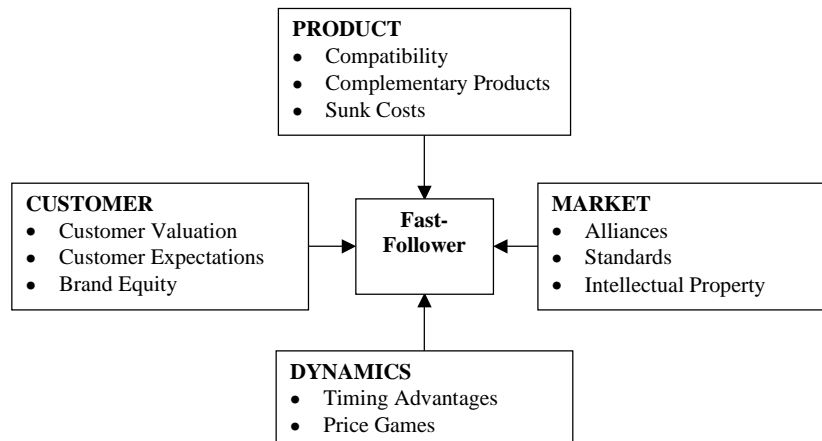 PRODUCT
• Compatibility
• Complementary Products
• Sunk Costs
CUSTOMER
• Customer Valuation
• Customer Expectations
• Brand Equity
Fast-
Follower
MARKET
• Alliances
• Standards
• Intellectual Property
DYNAMICS
• Timing Advantages
• Price Games